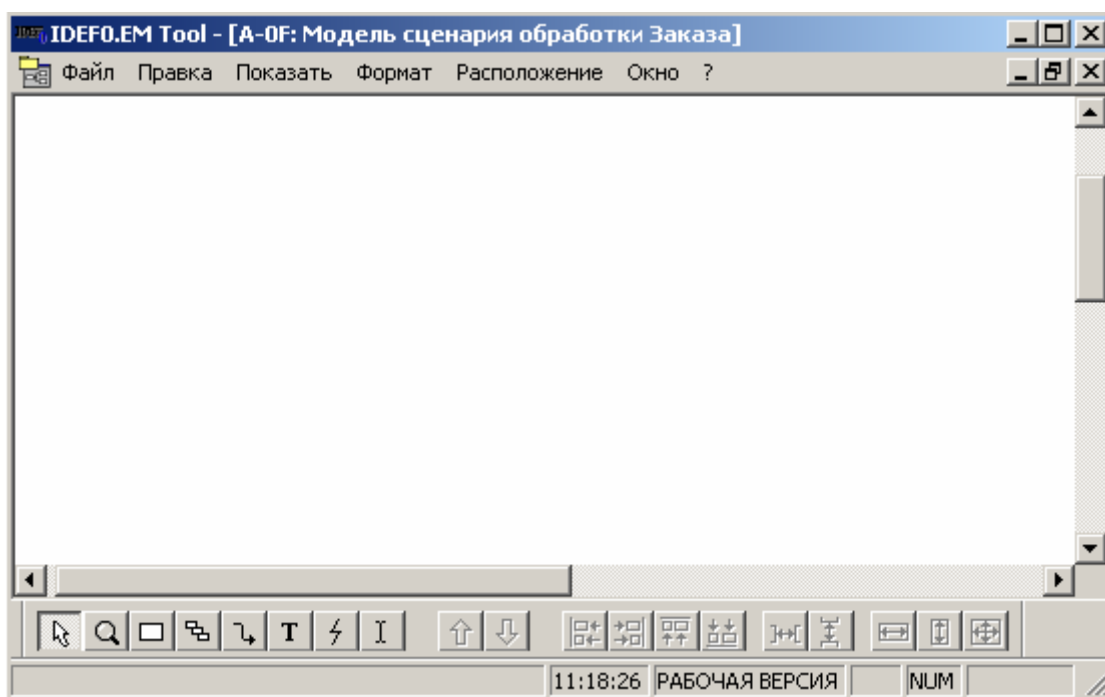 IDEF0.EM Tool - [A-0F: Модель сценария обработки Заказа]
Файл Правка Показать Формат Расположение Окно ?
T
11:18:26 РАБОЧАЯ ВЕРСИЯ NUM